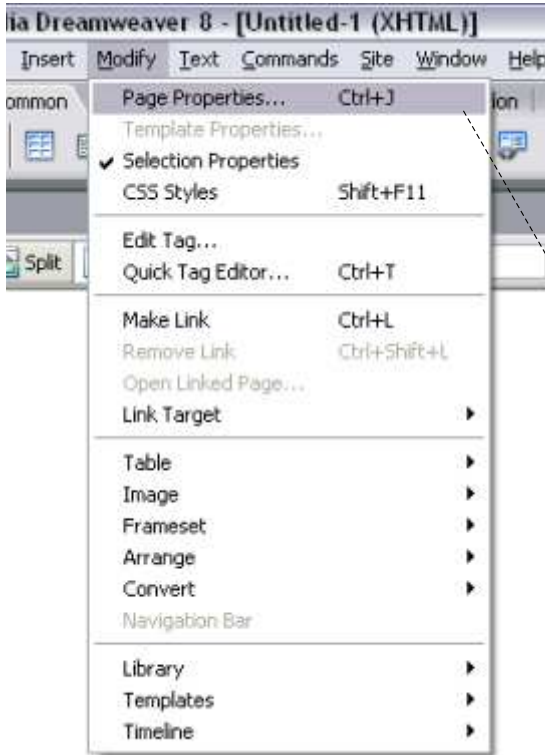 ia Dreamweaver 8 - [Untitled-1 (XHTML)]
Insert Modify Text Commands Site Window Help
ommon ion
Page Properties... Ctrl+J
Template Properties...
✔ Selection Properties
CSS Styles Shift+F11
Split
Edit Tag...
Quick Tag Editor... Ctrl+T
Make Link Ctrl+L
Remove Link Ctrl+Shift+L
Open Linked Page...
Link Target
Table
Image
Frameset
Arrange
Convert
Navigation Bar
Library
Templates
Timeline